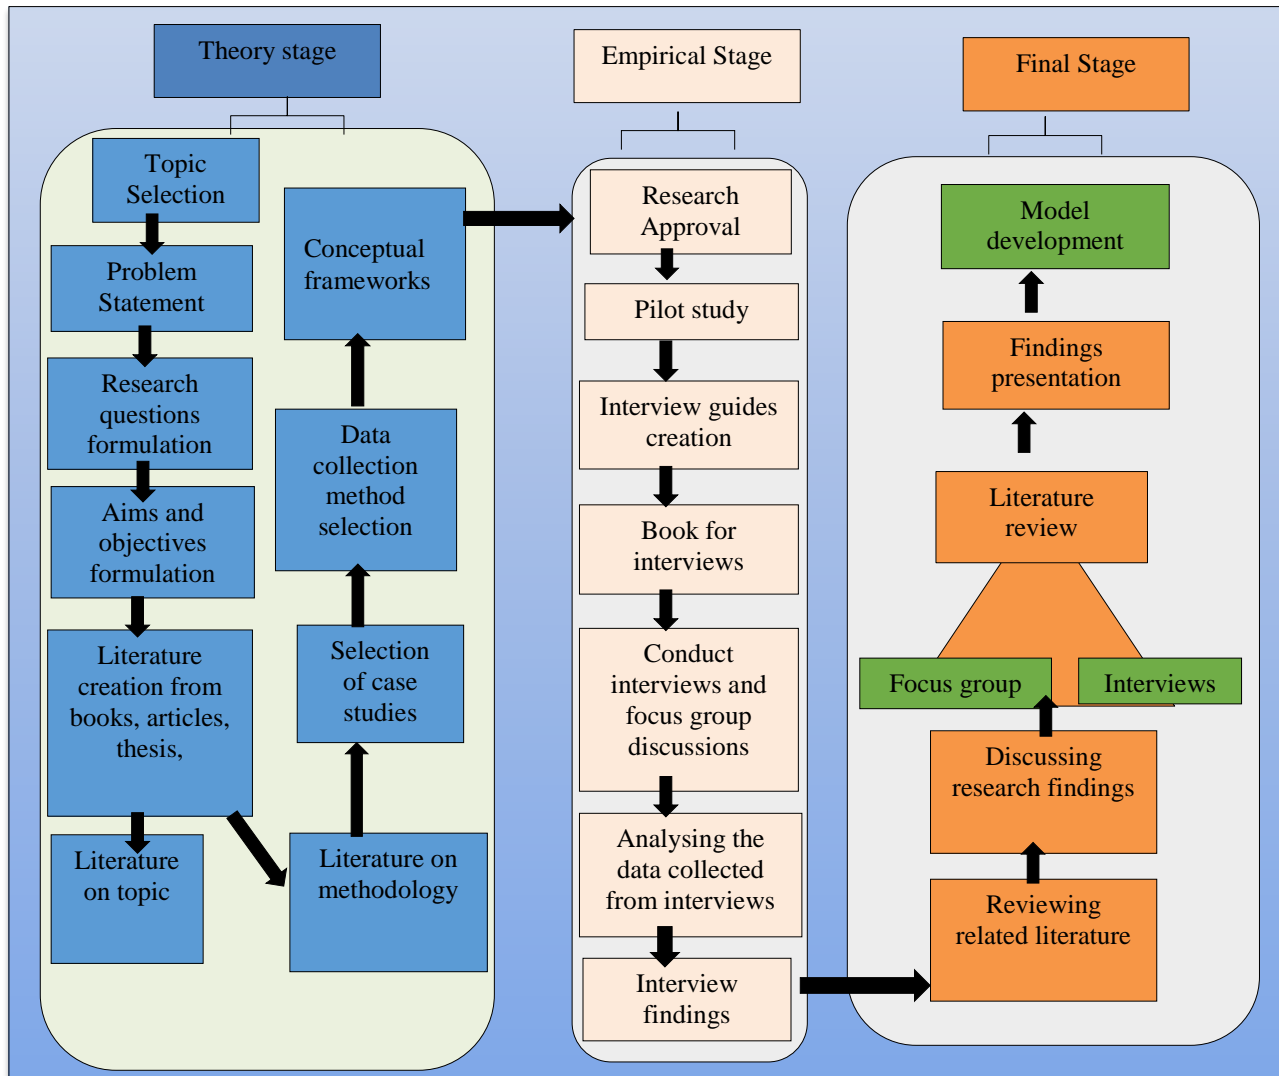 Theory stage
Topic
Selection
Problem
Statement
Research
questions
formulation
Aims and
objectives
formulation
Literature
creation from
books, articles,
thesis,
Literature
on topic
Literature on
methodology
Selection
of case
studies
Data
collection
method
selection
Conceptual
frameworks
Empirical Stage
Research
Approval
Pilot study
Interview guides
creation
Book for
interviews
Conduct
interviews and
focus group
discussions
Analysing the
data collected
from interviews
Interview
findings
Final Stage
Model
development
Findings
presentation
Literature
review
Focus group
Interviews
Discussing
research findings
Reviewing
related literature